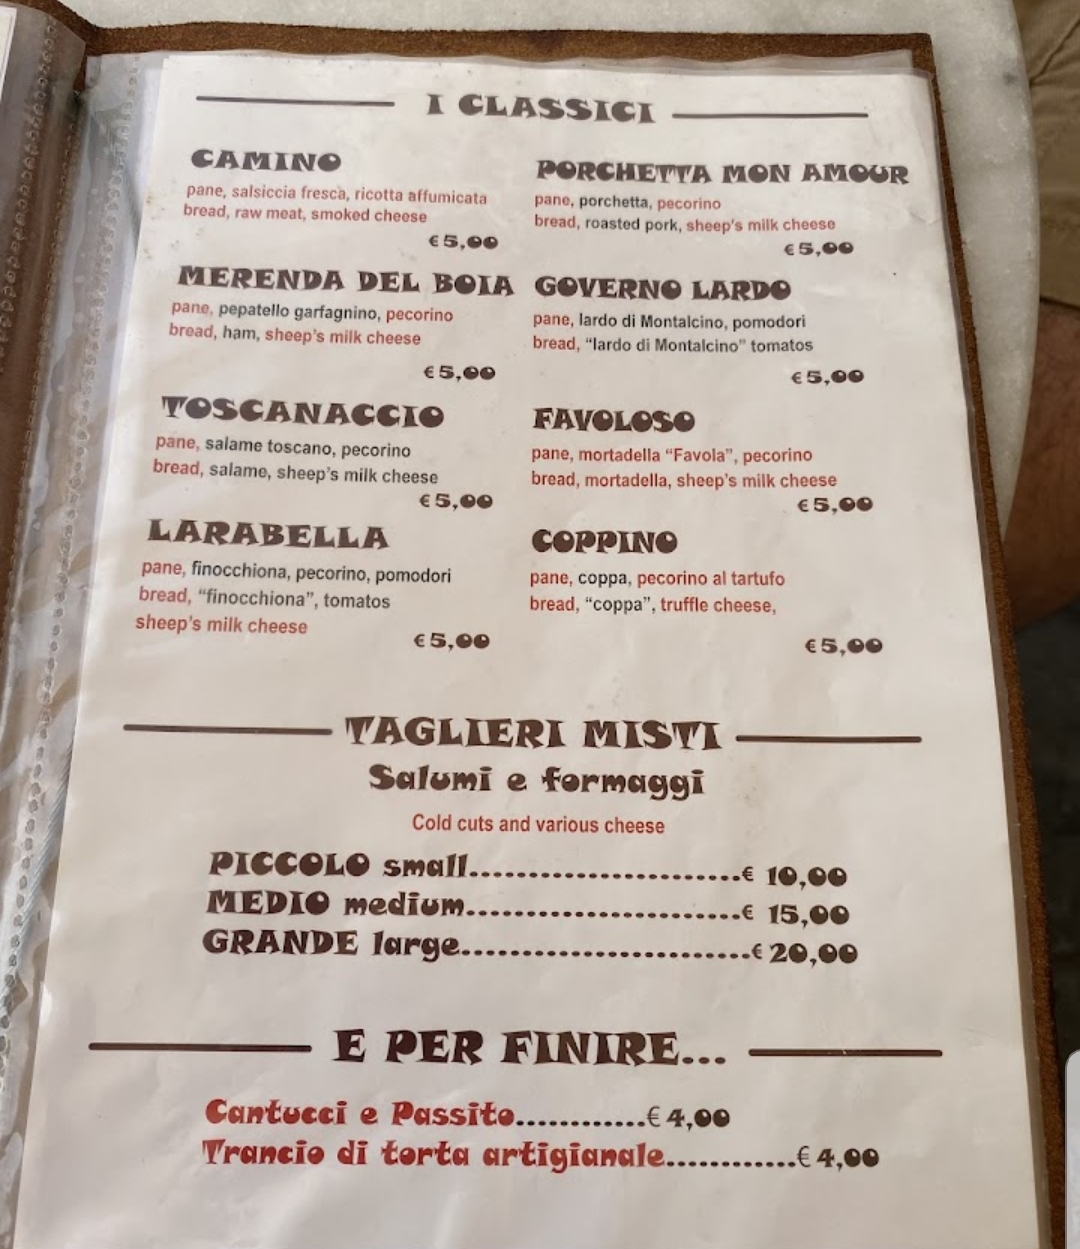 I CLASSICI
CAMINO
pane, salsiccia fresca, ricotta affumicata
bread, raw meat, smoked cheese
€ 5,00
MERENDA DEL BOIA
pane, pepatello garfagnino, pecorino
bread, ham, sheep's milk cheese
€ 5,00
TOSCANACCIO
pane, salame toscano, pecorino
bread, salame, sheep's milk cheese
€ 5,00
LARABELLA
pane, finocchiona, pecorino, pomodori
bread, "finocchiona", tomatos
sheep's milk cheese
€ 5,00
PORCHETTA MON AMOUR
pane, porchetta, pecorino
bread, roasted pork, sheep's milk cheese
€ 5,00
GOVERNO LARDO
pane, lardo di Montalcino, pomodori
bread, "lardo di Montalcino" tomatos
€ 5,00
FAVOLOSO
pane, mortadella "Favola", pecorino
bread, mortadella, sheep's milk cheese
€ 5,00
COPPINO
pane, coppa, pecorino al tartufo
bread, "coppa", truffle cheese,
€ 5,00
TAGLIERI MISTI
Salumi e formaggi
Cold cuts and various cheese
PICCOLO small........................€ 10,00
MEDIO medium........................€ 15,00
GRANDE large.........................€ 20,00
E PER FINIRE...
Cantucci e Passito............€ 4,00
Trancio di torta artigianale............€ 4,00